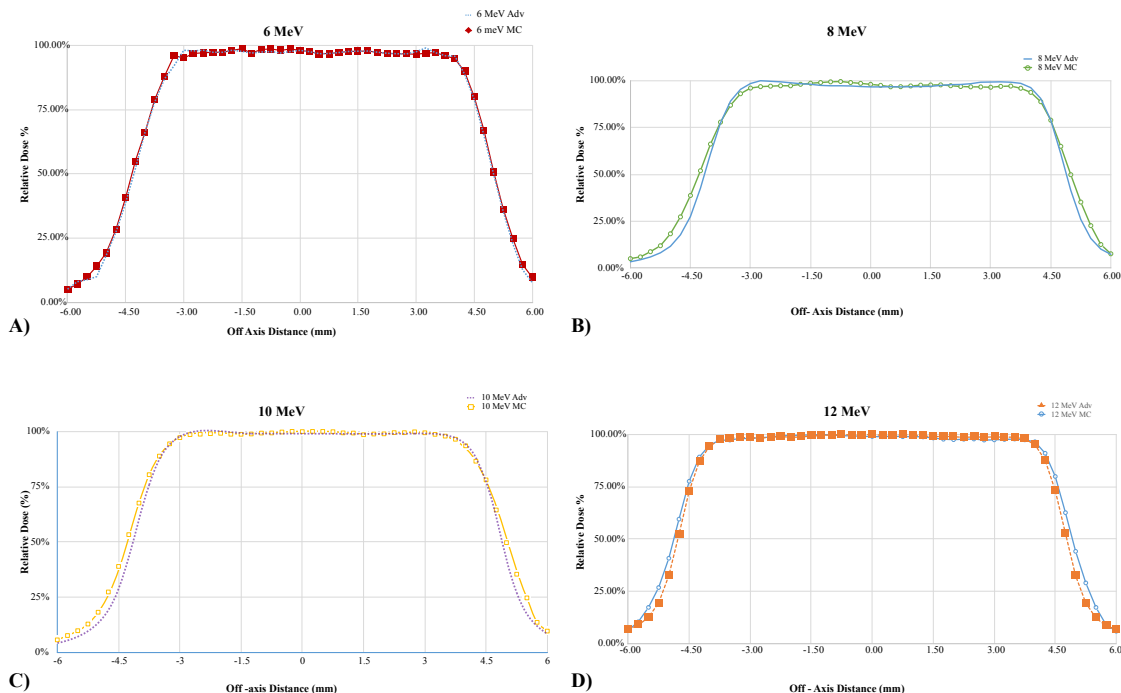 6 MeV
6 MeV Adv
6 meV MC
100.00%
75.00%
50.00%
25.00%
0.00%
Relative Dose %
-6.00 -4.50 -3.00 -1.50 0.00 1.50 3.00 4.50 6.00
Off Axis Distance (mm)
A)
8 MeV
8 MeV Adv
8 MeV MC
100.00%
75.00%
50.00%
25.00%
0.00%
Relative Dose %
-6.00 -4.50 -3.00 -1.50 0.00 1.50 3.00 4.50 6.00
Off- Axis Distance (mm)
B)
10 MeV
10 MeV Adv
10 MeV MC
100%
75%
50%
25%
0%
Relative Dose (%)
-6 -4.5 -3 -1.5 0 1.5 3 4.5 6
Off -axis Distance (mm)
C)
12 MeV
12 MeV Adv
12 MeV MC
100.00%
75.00%
50.00%
25.00%
0.00%
Relative Dose %
-6.00 -4.50 -3.00 -1.50 0.00 1.50 3.00 4.50 6.00
Off - Axis Distance (mm)
D)